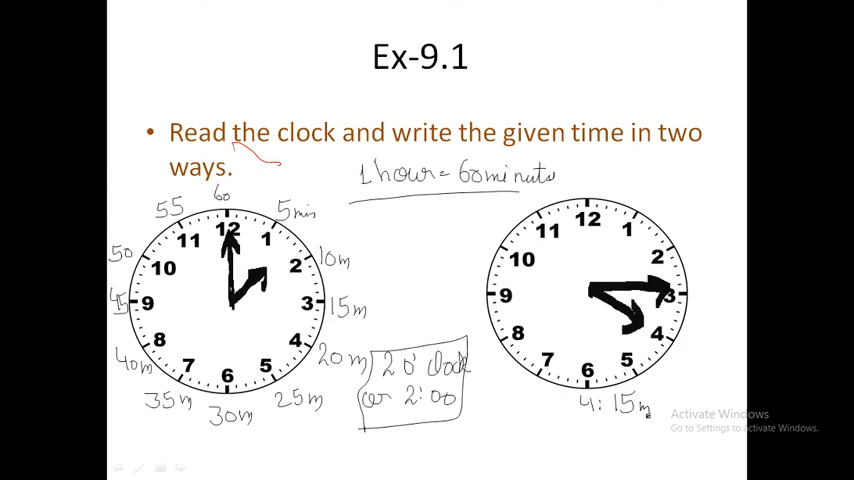 Ex-9.1
• Read the clock and write the given time in two
ways.
1 hour = 60 minuts
60
55
5 min
50
10m
45
15m
40m
20m
35m
30m
25m
12
1
2
3
4
5
6
7
8
9
10
11
2 o' clock
or 2:00
12
1
2
3
4
5
6
7
8
9
10
11
4:15m
Activate Windows
Go to Settings to activate Windows.